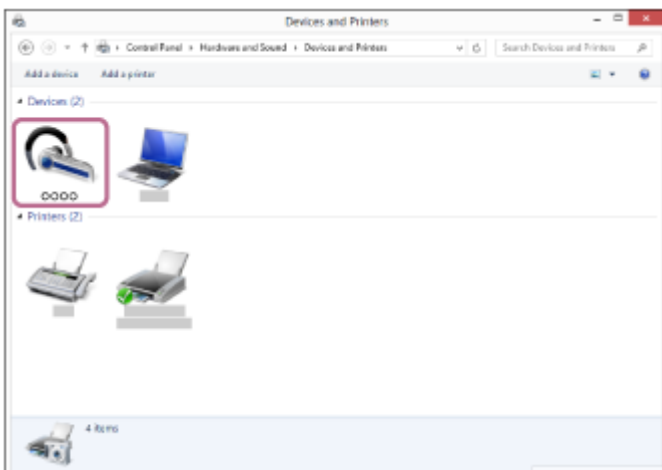 Devices and Printers
Control Panel › Hardware and Sound › Devices and Printers
Search Devices and Printers
Add a device Add a printer
Devices (2)
oooo
Printers (2)
4 items